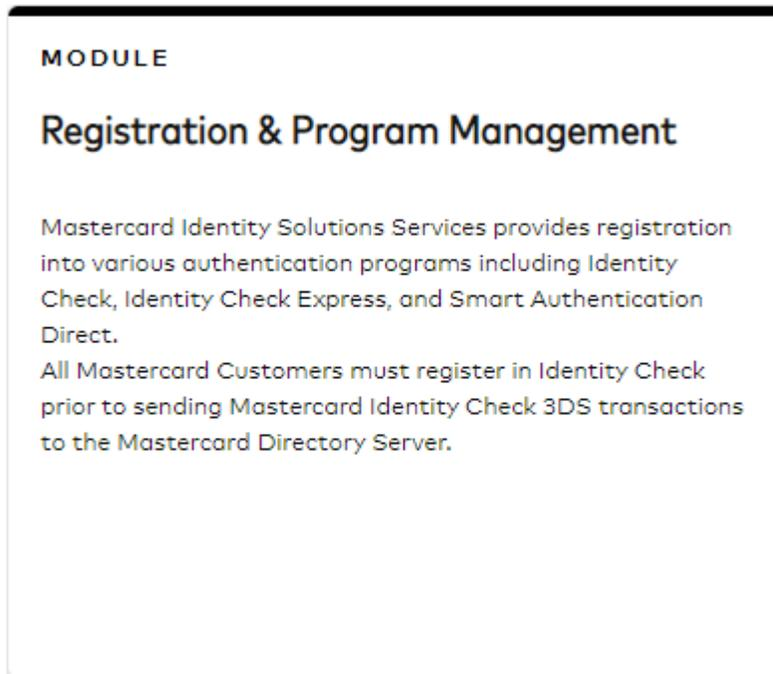 MODULE
Registration & Program Management
Mastercard Identity Solutions Services provides registration
into various authentication programs including Identity
Check, Identity Check Express, and Smart Authentication
Direct.
All Mastercard Customers must register in Identity Check
prior to sending Mastercard Identity Check 3DS transactions
to the Mastercard Directory Server.